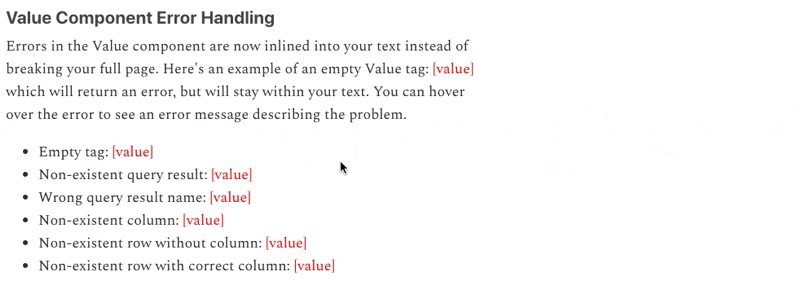 Value Component Error Handling
Errors in the Value component are now inlined into your text instead of
breaking your full page. Here's an example of an empty Value tag: [value]
which will return an error, but will stay within your text. You can hover
over the error to see an error message describing the problem.
• Empty tag: [value]
• Non-existent query result: [value]
• Wrong query result name: [value]
• Non-existent column: [value]
• Non-existent row without column: [value]
• Non-existent row with correct column: [value]